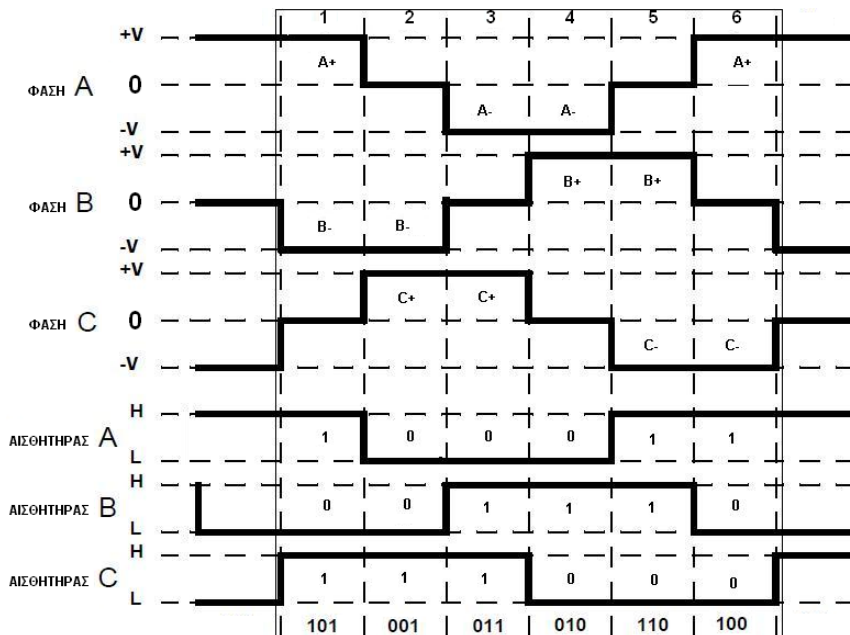 1 2 3 4 5 6
+V
A+ A+
ΦΑΣΗ A 0
A- A-
-V
+V
B+ B+
ΦΑΣΗ B 0
B- B-
-V
+V
C+ C+
ΦΑΣΗ C 0
C- C-
-V
H
ΑΙΣΘΗΤΗΡΑΣ A 1 0 0 0 1 1
L
H
ΑΙΣΘΗΤΗΡΑΣ B 0 0 1 1 1 0
L
H
ΑΙΣΘΗΤΗΡΑΣ C 1 1 1 0 0 0
L
101 001 011 010 110 100